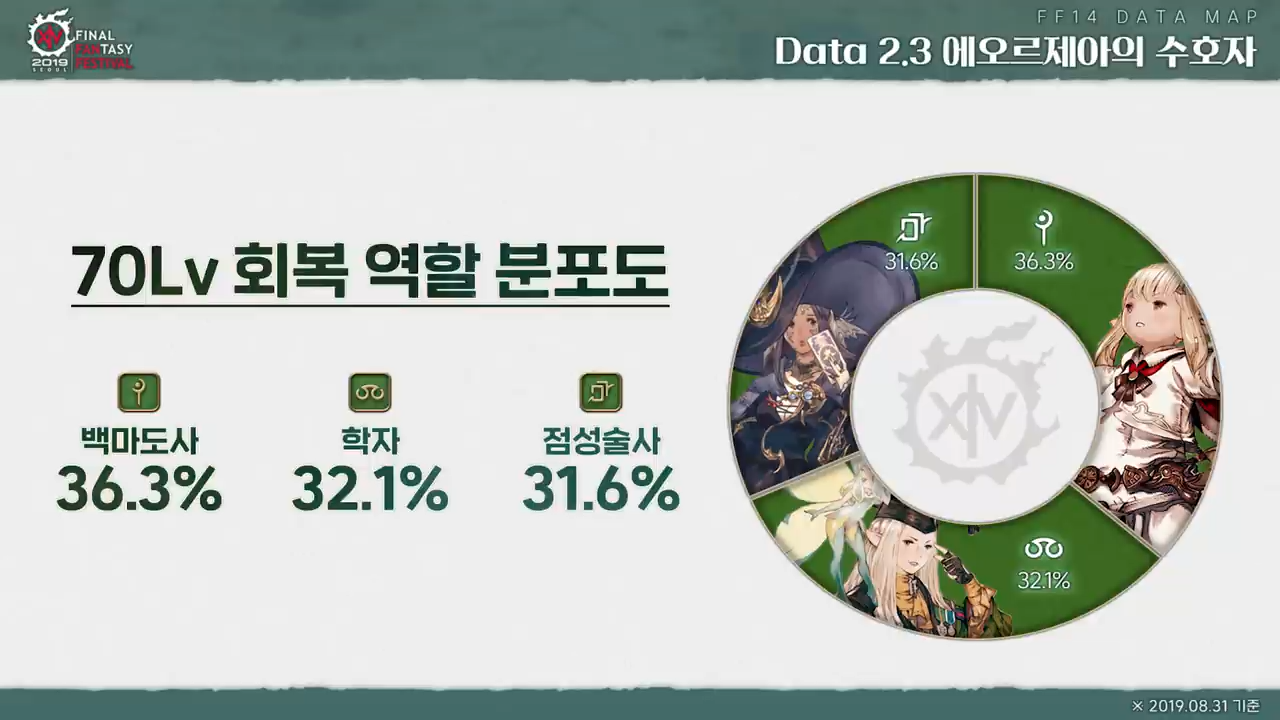 FF14 DATA MAP
Data 2.3 에오르제아의 수호자
XIV FINAL
FANTASY
2019 FESTIVAL
SEOUL
70Lv 회복 역할 분포도
백마도사 학자 점성술사
36.3% 32.1% 31.6%
31.6% 36.3%
XIV
32.1%
※ 2019.08.31 기준